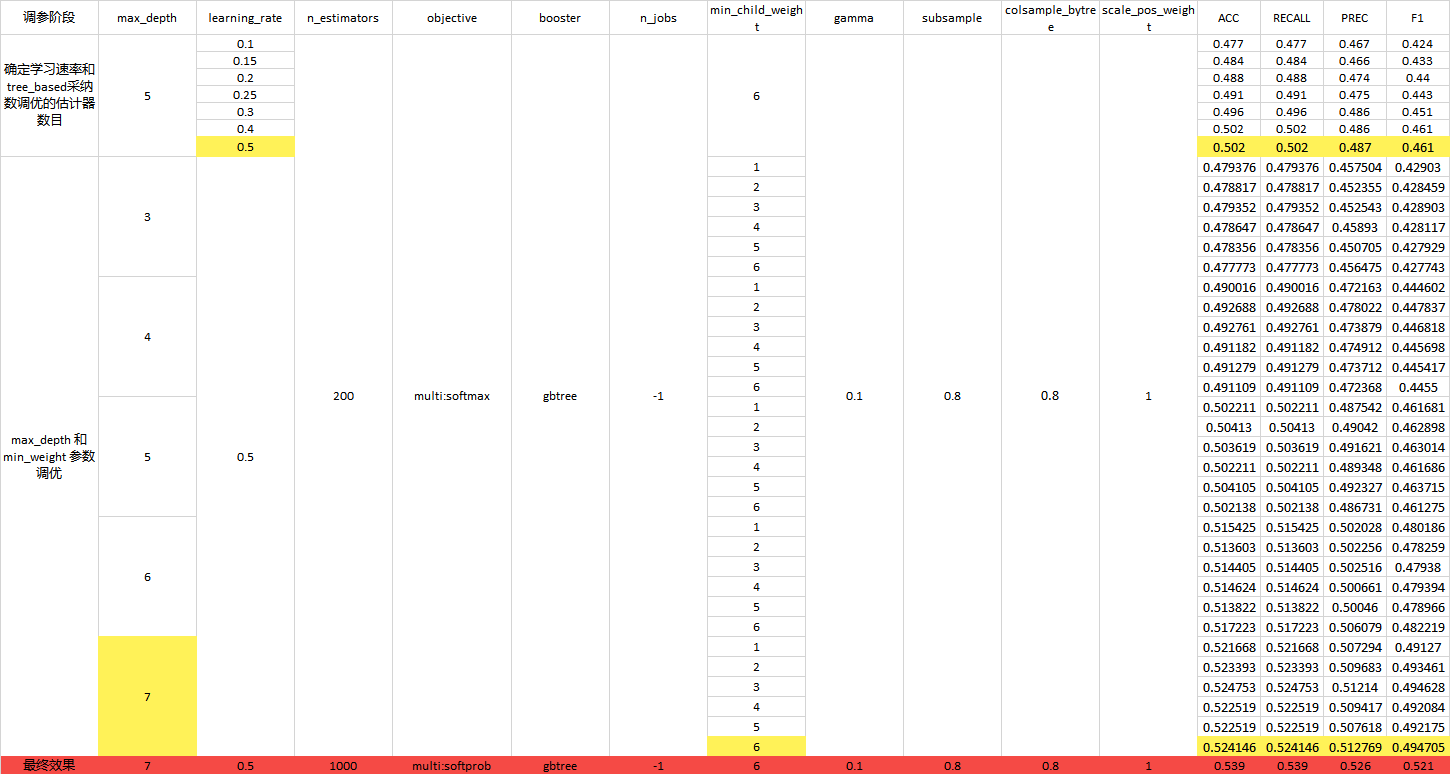 调参阶段 max_depth learning_rate n_estimators objective booster n_jobs min_child_weight gamma subsample colsample_bytree scale_pos_weight ACC RECALL PREC F1
确定学习速率和
tree_based采纳
数调优的估计器
数目
5
0.1 0.477 0.477 0.467 0.424
0.15 0.484 0.484 0.466 0.433
0.2 0.488 0.488 0.474 0.44
0.25 6 0.491 0.491 0.475 0.443
0.3 0.496 0.496 0.486 0.451
0.4 0.502 0.502 0.486 0.461
0.5 0.502 0.502 0.487 0.461
max_depth 和
min_weight 参数
调优
0.5 200 multi:softmax gbtree -1 0.1 0.8 0.8 1
3
1 0.479376 0.479376 0.457504 0.42903
2 0.478817 0.478817 0.452355 0.428459
3 0.479352 0.479352 0.452543 0.428903
4 0.478647 0.478647 0.45893 0.428117
5 0.478356 0.478356 0.450705 0.427929
6 0.477773 0.477773 0.456475 0.427743
4
1 0.490016 0.490016 0.472163 0.444602
2 0.492688 0.492688 0.478022 0.447837
3 0.492761 0.492761 0.473879 0.446818
4 0.491182 0.491182 0.474912 0.445698
5 0.491279 0.491279 0.473712 0.445417
6 0.491109 0.491109 0.472368 0.4455
5
1 0.502211 0.502211 0.487542 0.461681
2 0.50413 0.50413 0.49042 0.462898
3 0.503619 0.503619 0.491621 0.463014
4 0.502211 0.502211 0.489348 0.461686
5 0.504105 0.504105 0.492327 0.463715
6 0.502138 0.502138 0.486731 0.461275
6
1 0.515425 0.515425 0.502028 0.480186
2 0.513603 0.513603 0.502256 0.478259
3 0.514405 0.514405 0.502516 0.47938
4 0.514624 0.514624 0.500661 0.479394
5 0.513822 0.513822 0.50046 0.478966
6 0.517223 0.517223 0.506079 0.482219
7
1 0.521668 0.521668 0.507294 0.49127
2 0.523393 0.523393 0.509683 0.493461
3 0.524753 0.524753 0.51214 0.494628
4 0.522519 0.522519 0.509417 0.492084
5 0.522519 0.522519 0.507618 0.492175
6 0.524146 0.524146 0.512769 0.494705
最终效果 7 0.5 1000 multi:softprob gbtree -1 6 0.1 0.8 0.8 1 0.539 0.539 0.526 0.521